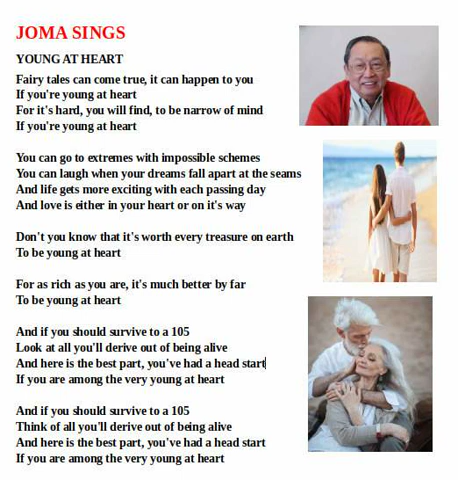 JOMA SINGS
YOUNG AT HEART
Fairy tales can come true, it can happen to you
If you're young at heart
For it's hard, you will find, to be narrow of mind
If you're young at heart
You can go to extremes with impossible schemes
You can laugh when your dreams fall apart at the seams
And life gets more exciting with each passing day
And love is either in your heart or on it's way
Don't you know that it's worth every treasure on earth
To be young at heart
For as rich as you are, it's much better by far
To be young at heart
And if you should survive to a 105
Look at all you'll derive out of being alive
And here is the best part, you've had a head start
If you are among the very young at heart
And if you should survive to a 105
Think of all you'll derive out of being alive
And here is the best part, you've had a head start
If you are among the very young at heart